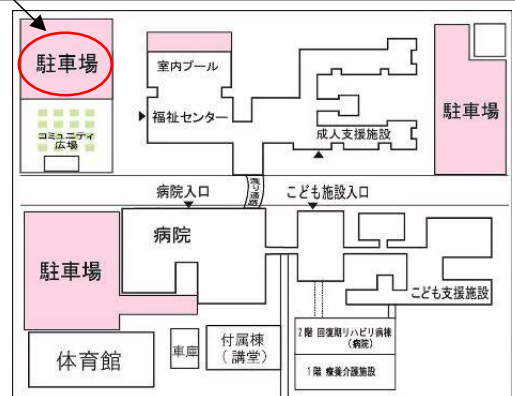 駐車場
室内プール
福祉センター
成人支援施設
駐車場
コミュニティ
広場
病院入口
渡り通路
こども施設入口
病院
駐車場
こども支援施設
体育館
車庫
付属棟
(講堂)
2階 回復期リハビリ病棟
(病院)
1階 療養介護施設